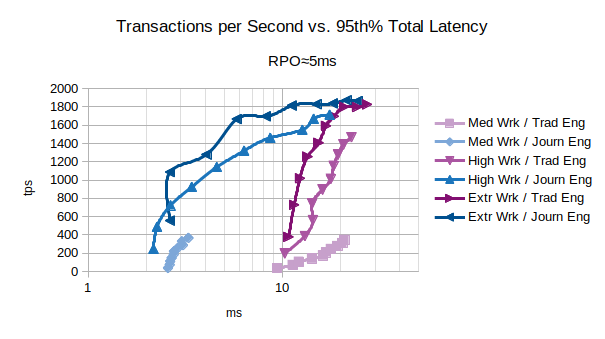 Transactions per Second vs. 95th% Total Latency
RPO≈5ms
2000
1800
1600
1400
1200
1000
800
600
400
200
0
tps
1
10
ms
Med Wrk / Trad Eng
Med Wrk / Journ Eng
High Wrk / Trad Eng
High Wrk / Journ Eng
Extr Wrk / Trad Eng
Extr Wrk / Journ Eng